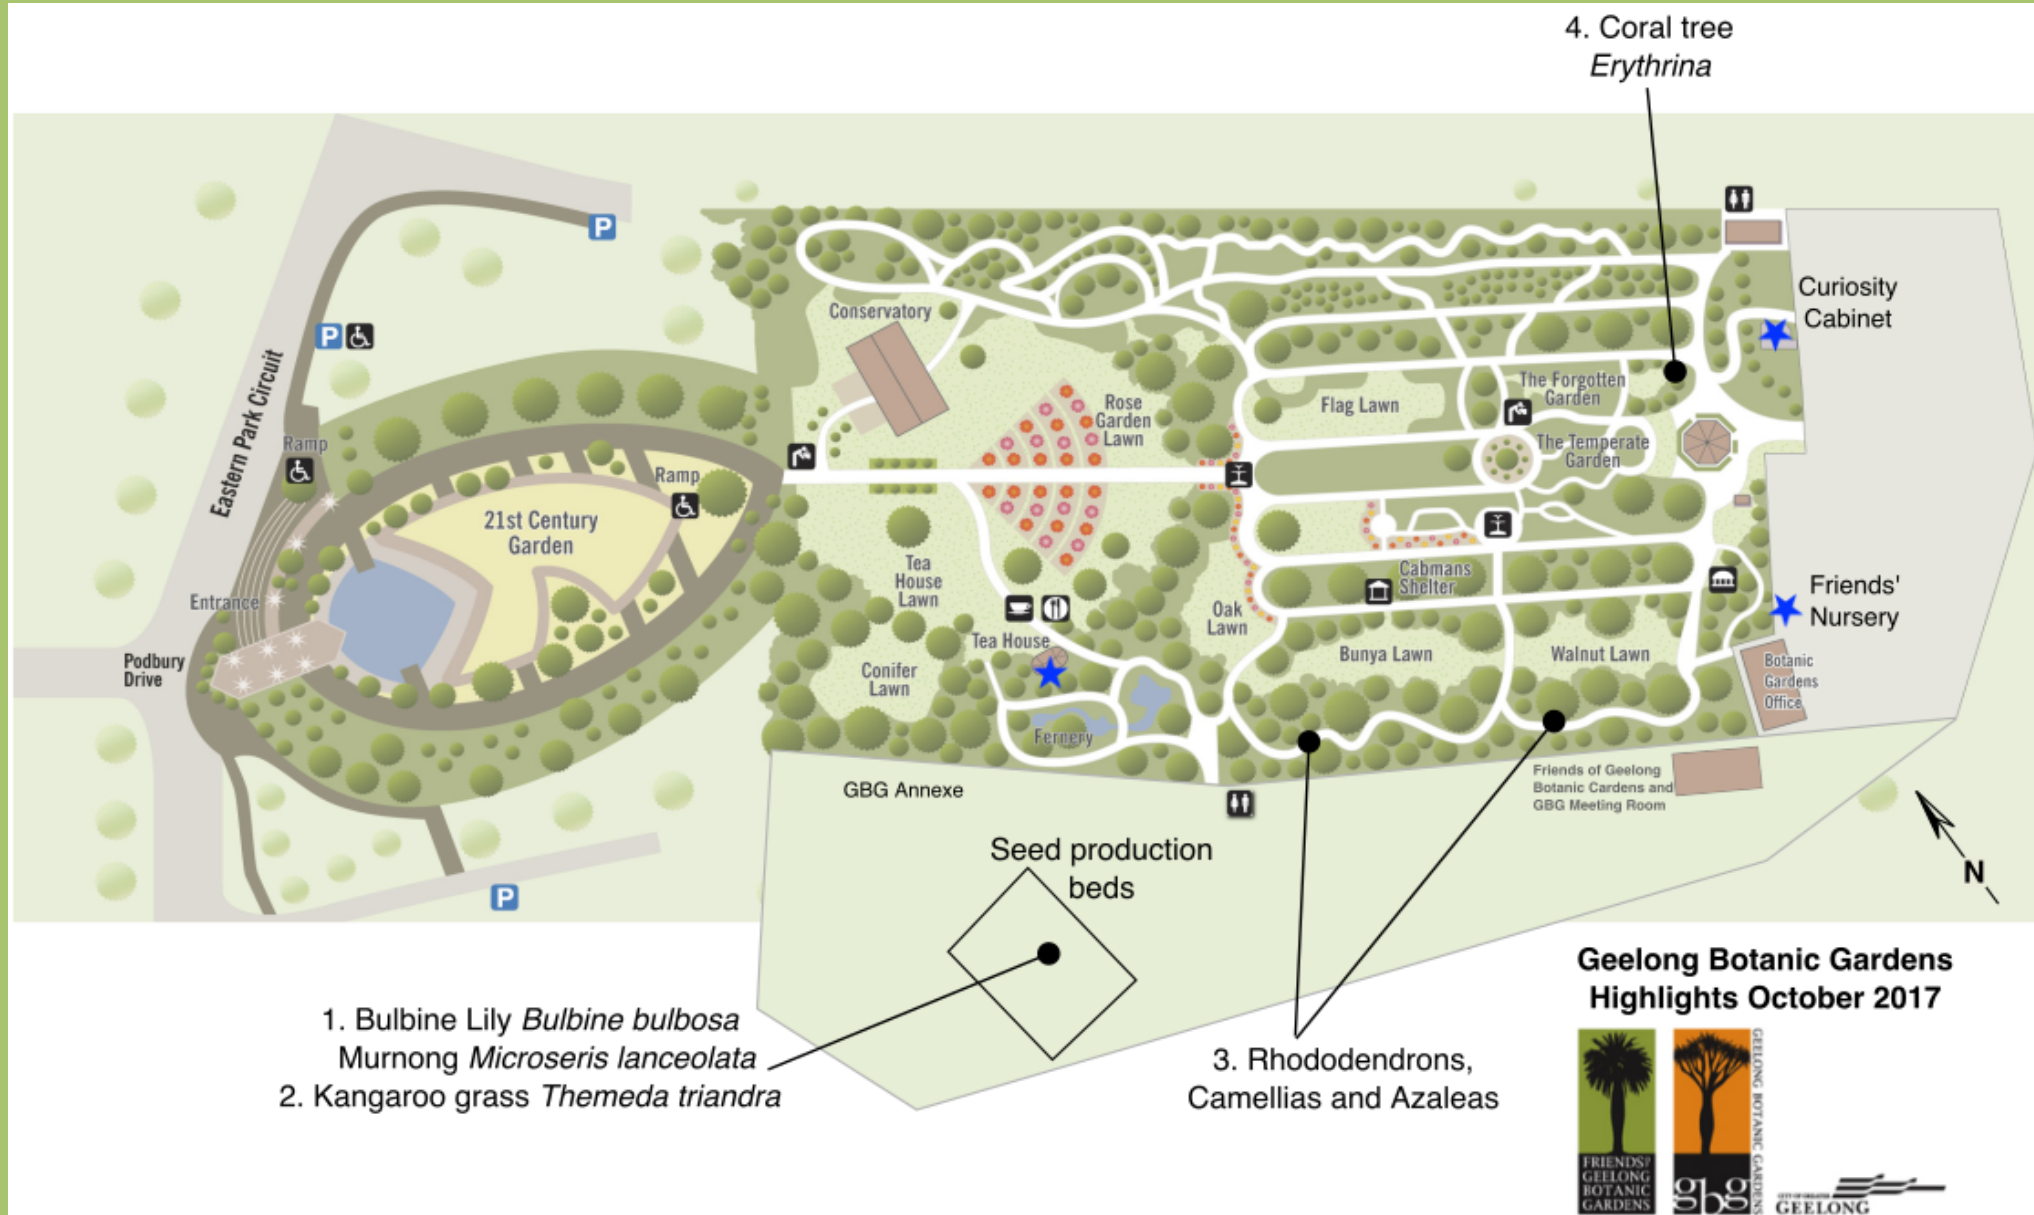 4. Coral tree
Erythrina
P
Curiosity
Cabinet
Conservatory
P
Eastern Park Circuit
Rose
Garden
Lawn
Flag Lawn
The Forgotten
Garden
Ramp
Ramp
The Temperate
Garden
21st Century
Garden
Tea
House
Lawn
Cabmans
Shelter
Entrance
Oak
Lawn
Friends'
Nursery
Tea House
Bunya Lawn
Walnut Lawn
Podbury
Drive
Conifer
Lawn
Botanic
Gardens
Office
Fernery
Friends of Geelong
Botanic Cardens and
GBG Meeting Room
GBG Annexe
Seed production
beds
N
P
Geelong Botanic Gardens
Highlights October 2017
1. Bulbine Lily Bulbine bulbosa
Murnong Microseris lanceolata
2. Kangaroo grass Themeda triandra
3. Rhododendrons,
Camellias and Azaleas
FRIENDS OF
GEELONG
BOTANIC
GARDENS
gbg
GEELONG BOTANIC GARDENS
CITY OF GREATER
GEELONG